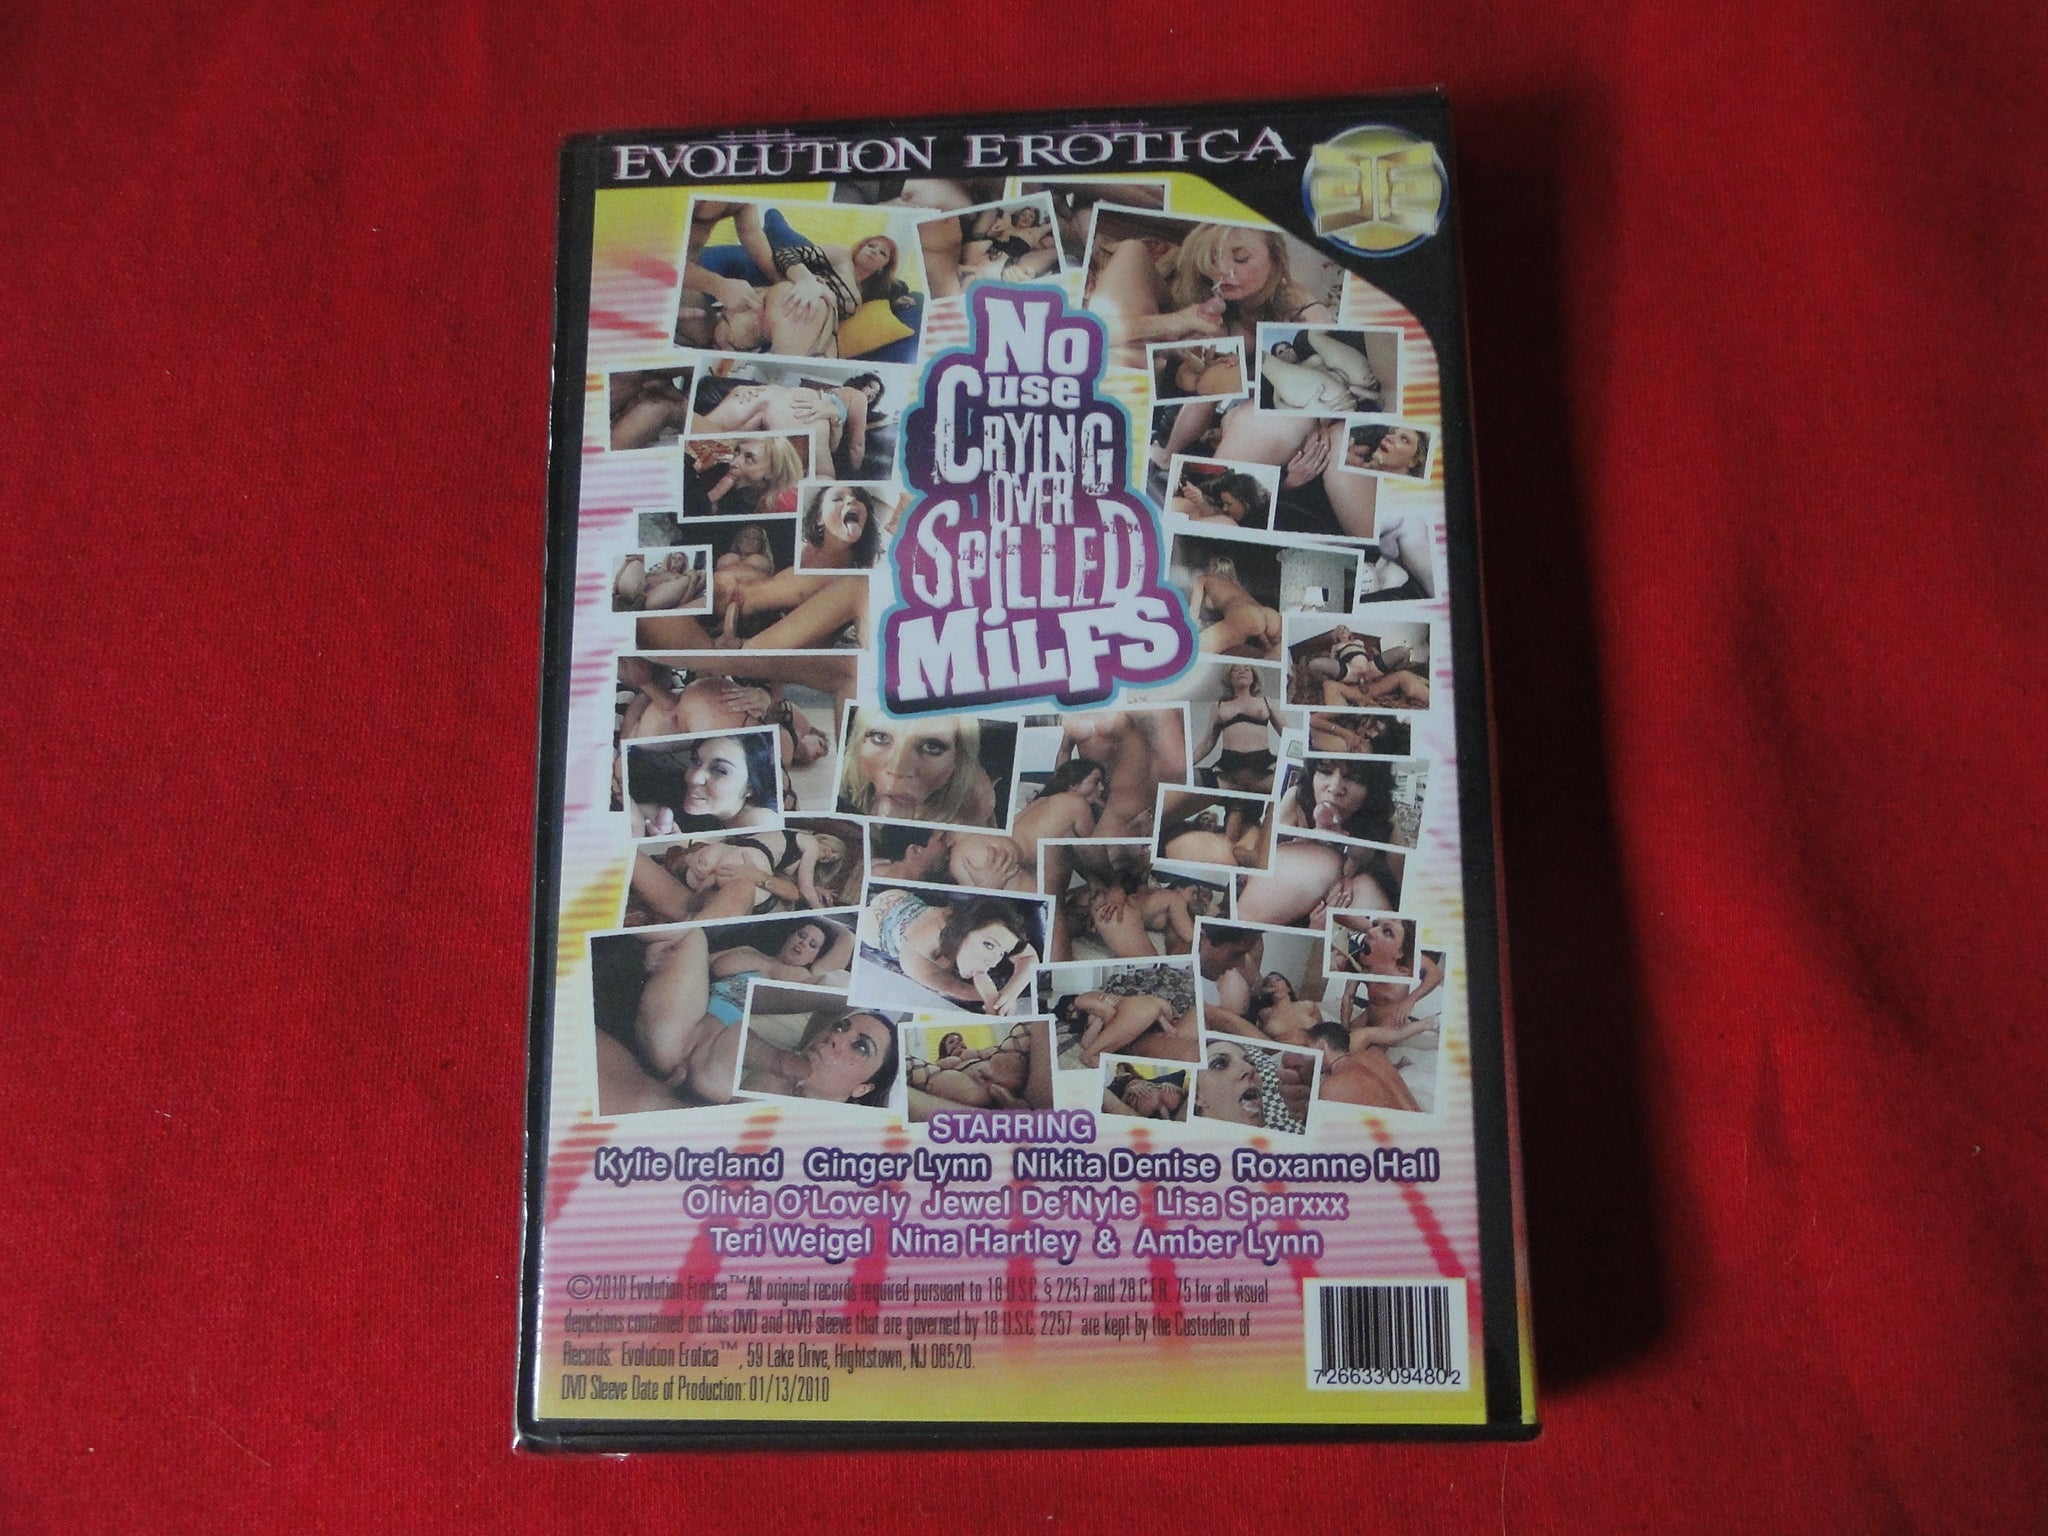 EVOLUTION EROTICA
No
use
CRYING
OVER
SPILLED
MiLFS
STARRING
Kylie Ireland Ginger Lynn Nikita Denise Roxanne Hall
Olivia O'Lovely Jewel De'Nyle Lisa Sparxxx
Teri Weigel Nina Hartley & Amber Lynn
©2010 Evolution Erotica™ All original records required pursuant to 18 U.S.C. § 2257 and 28 C.F.R. 75 for all visual
depictions contained on this DVD and DVD sleeve that are governed by 18 U.S.C. 2257 are kept by the Custodian of
Records: Evolution Erotica™, 59 Lake Drive, Hightstown, NJ 08520.
DVD Sleeve Date of Production: 01/13/2010
7 26633 09480 2